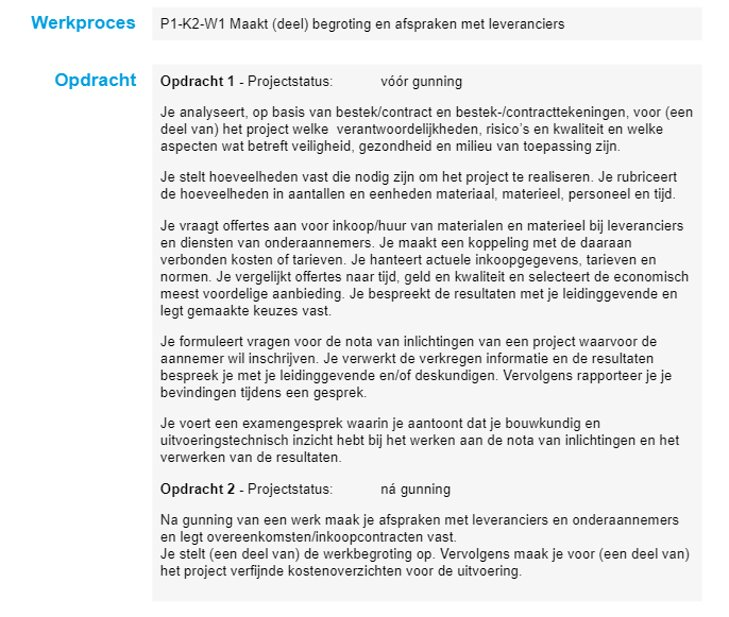 Werkproces P1-K2-W1 Maakt (deel) begroting en afspraken met leveranciers
Opdracht Opdracht 1 - Projectstatus: vóór gunning
Je analyseert, op basis van bestek/contract en bestek-/contracttekeningen, voor (een
deel van) het project welke verantwoordelijkheden, risico's en kwaliteit en welke
aspecten wat betreft veiligheid, gezondheid en milieu van toepassing zijn.
Je stelt hoeveelheden vast die nodig zijn om het project te realiseren. Je rubriceert
de hoeveelheden in aantallen en eenheden materiaal, materieel, personeel en tijd.
Je vraagt offertes aan voor inkoop/huur van materialen en materieel bij leveranciers
en diensten van onderaannemers. Je maakt een koppeling met de daaraan
verbonden kosten of tarieven. Je hanteert actuele inkoopgegevens, tarieven en
normen. Je vergelijkt offertes naar tijd, geld en kwaliteit en selecteert de economisch
meest voordelige aanbieding. Je bespreekt de resultaten met je leidinggevende en
legt gemaakte keuzes vast.
Je formuleert vragen voor de nota van inlichtingen van een project waarvoor de
aannemer wil inschrijven. Je verwerkt de verkregen informatie en de resultaten
bespreek je met je leidinggevende en/of deskundigen. Vervolgens rapporteer je je
bevindingen tijdens een gesprek.
Je voert een examengesprek waarin je aantoont dat je bouwkundig en
uitvoeringstechnisch inzicht hebt bij het werken aan de nota van inlichtingen en het
verwerken van de resultaten.
Opdracht 2 - Projectstatus: ná gunning
Na gunning van een werk maak je afspraken met leveranciers en onderaannemers
en legt overeenkomsten/inkoopcontracten vast.
Je stelt (een deel van) de werkbegroting op. Vervolgens maak je voor (een deel van)
het project verfijnde kostenoverzichten voor de uitvoering.